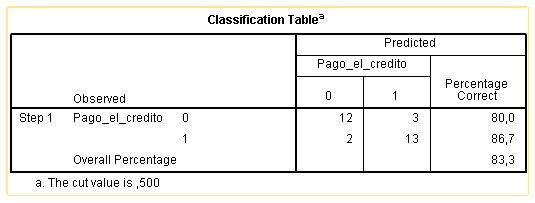 Classification Tableᵃ
Predicted
Pago_el_credito
Percentage Correct
Observed 0 1
Step 1 Pago_el_credito 0 12 3 80,0
1 2 13 86,7
Overall Percentage 83,3
a. The cut value is ,500